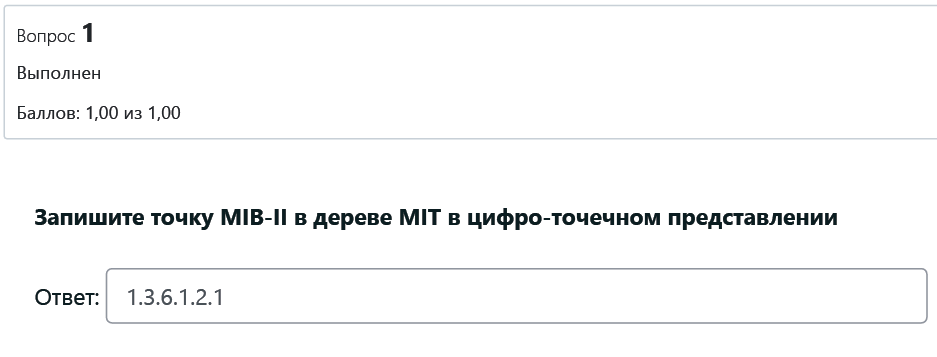 Вопрос 1
Выполнен
Баллов: 1,00 из 1,00
Запишите точку MIB-II в дереве MIT в цифро-точечном представлении
Ответ: 1.3.6.1.2.1